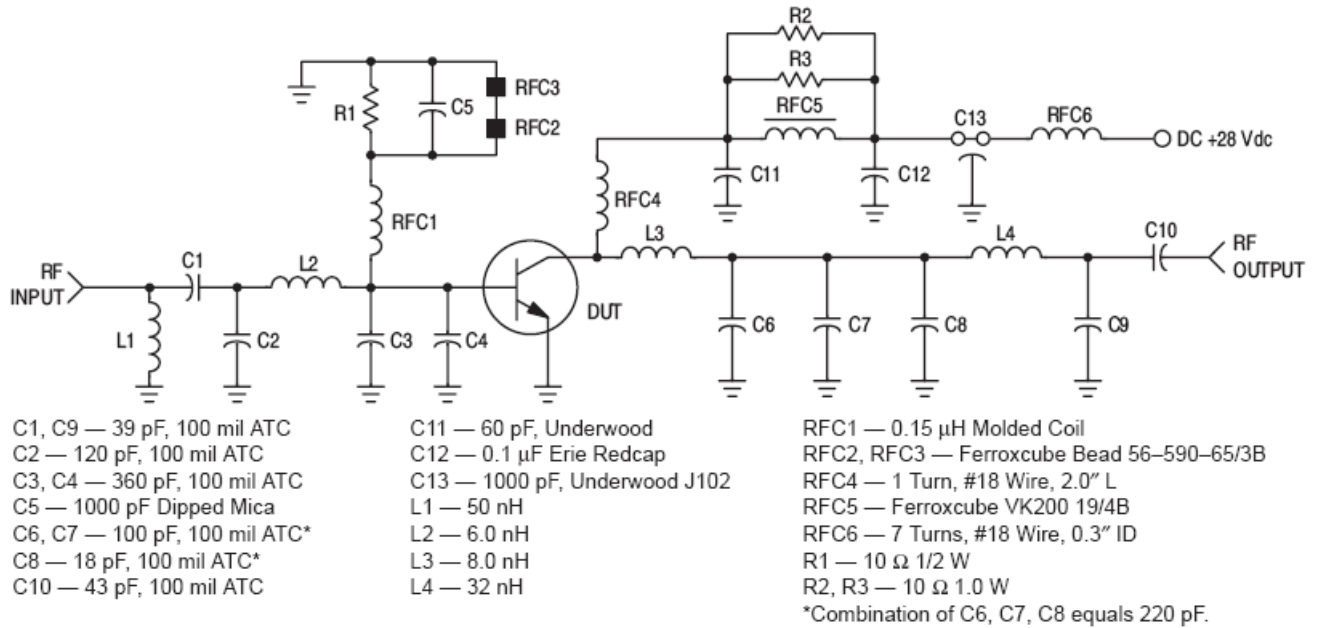 R2
R3
RFC3
R1
C5
RFC5
C13
RFC6
RFC2
DC +28 Vdc
C11
C12
RFC4
RFC1
L3
L4
C10
C1
L2
RF
INPUT
RF
OUTPUT
DUT
L1
C2
C3
C4
C6
C7
C8
C9
C1, C9 — 39 pF, 100 mil ATC
C2 — 120 pF, 100 mil ATC
C3, C4 — 360 pF, 100 mil ATC
C5 — 1000 pF Dipped Mica
C6, C7 — 100 pF, 100 mil ATC*
C8 — 18 pF, 100 mil ATC*
C10 — 43 pF, 100 mil ATC
C11 — 60 pF, Underwood
C12 — 0.1 μF Erie Redcap
C13 — 1000 pF, Underwood J102
L1 — 50 nH
L2 — 6.0 nH
L3 — 8.0 nH
L4 — 32 nH
RFC1 — 0.15 μH Molded Coil
RFC2, RFC3 — Ferroxcube Bead 56–590–65/3B
RFC4 — 1 Turn, #18 Wire, 2.0″ L
RFC5 — Ferroxcube VK200 19/4B
RFC6 — 7 Turns, #18 Wire, 0.3″ ID
R1 — 10 Ω 1/2 W
R2, R3 — 10 Ω 1.0 W
*Combination of C6, C7, C8 equals 220 pF.